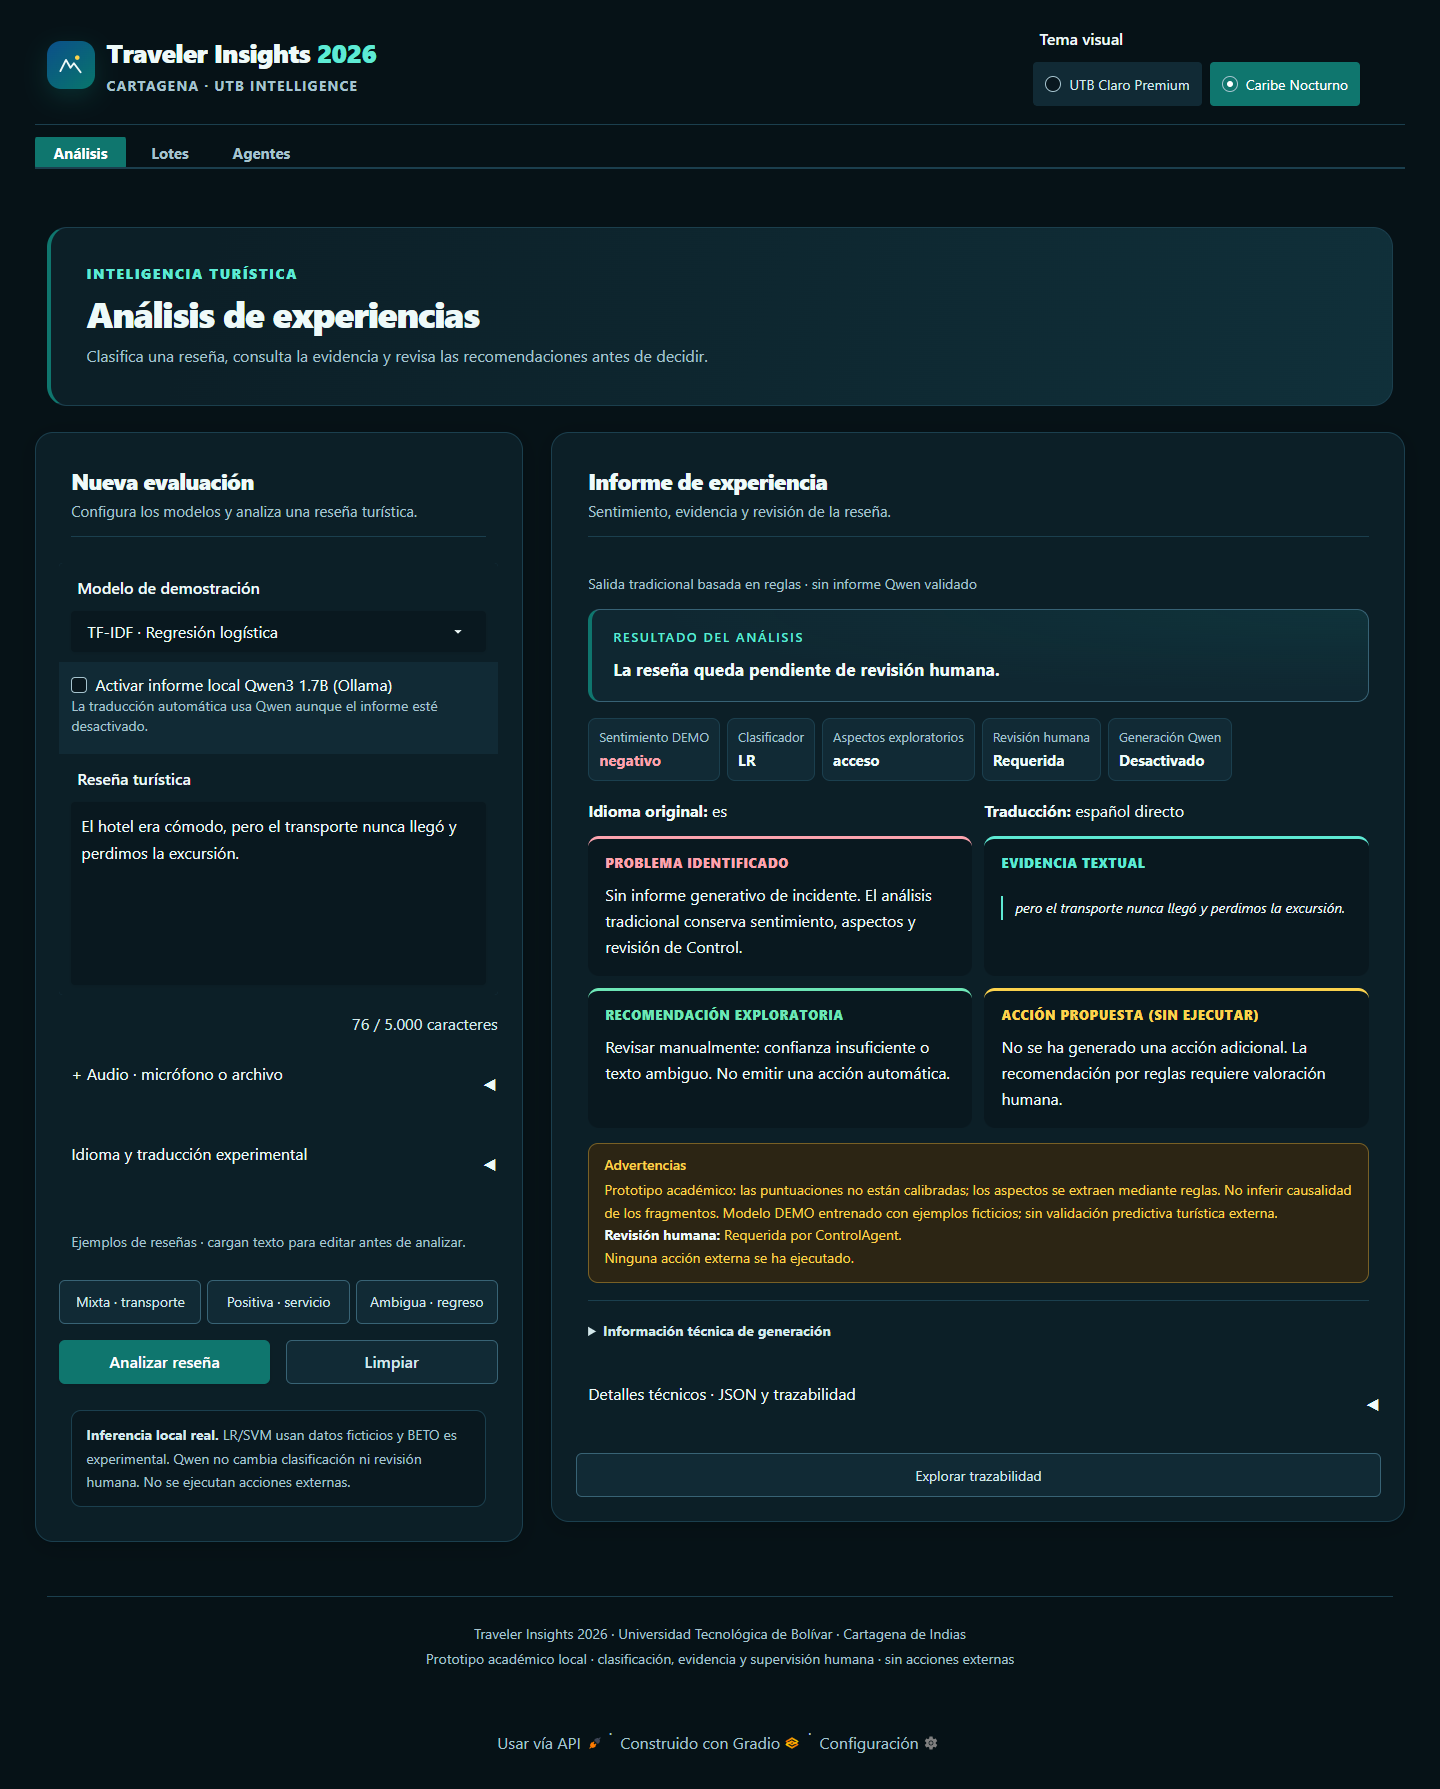 Traveler Insights 2026
CARTAGENA · UTB INTELLIGENCE
Tema visual
UTB Claro Premium
Caribe Nocturno
Análisis
Lotes
Agentes
INTELIGENCIA TURÍSTICA
Análisis de experiencias
Clasifica una reseña, consulta la evidencia y revisa las recomendaciones antes de decidir.
Nueva evaluación
Configura los modelos y analiza una reseña turística.
Modelo de demostración
TF-IDF · Regresión logística
Activar informe local Qwen3 1.7B (Ollama)
La traducción automática usa Qwen aunque el informe esté
desactivado.
Reseña turística
El hotel era cómodo, pero el transporte nunca llegó y
perdimos la excursión.
76 / 5.000 caracteres
+ Audio · micrófono o archivo
Idioma y traducción experimental
Ejemplos de reseñas · cargan texto para editar antes de analizar.
Mixta · transporte
Positiva · servicio
Ambigua · regreso
Analizar reseña
Limpiar
Inferencia local real. LR/SVM usan datos ficticios y BETO es
experimental. Qwen no cambia clasificación ni revisión
humana. No se ejecutan acciones externas.
Informe de experiencia
Sentimiento, evidencia y revisión de la reseña.
Salida tradicional basada en reglas · sin informe Qwen validado
RESULTADO DEL ANÁLISIS
La reseña queda pendiente de revisión humana.
Sentimiento DEMO
negativo
Clasificador
LR
Aspectos exploratorios
acceso
Revisión humana
Requerida
Generación Qwen
Desactivado
Idioma original: es
Traducción: español directo
PROBLEMA IDENTIFICADO
Sin informe generativo de incidente. El análisis
tradicional conserva sentimiento, aspectos y
revisión de Control.
EVIDENCIA TEXTUAL
pero el transporte nunca llegó y perdimos la excursión.
RECOMENDACIÓN EXPLORATORIA
Revisar manualmente: confianza insuficiente o
texto ambiguo. No emitir una acción automática.
ACCIÓN PROPUESTA (SIN EJECUTAR)
No se ha generado una acción adicional. La
recomendación por reglas requiere valoración
humana.
Advertencias
Prototipo académico: las puntuaciones no están calibradas; los aspectos se extraen mediante reglas. No inferir causalidad
de los fragmentos. Modelo DEMO entrenado con ejemplos ficticios; sin validación predictiva turística externa.
Revisión humana: Requerida por ControlAgent.
Ninguna acción externa se ha ejecutado.
Información técnica de generación
Detalles técnicos · JSON y trazabilidad
Explorar trazabilidad
Traveler Insights 2026 · Universidad Tecnológica de Bolívar · Cartagena de Indias
Prototipo académico local · clasificación, evidencia y supervisión humana · sin acciones externas
Usar vía API · Construido con Gradio · Configuración